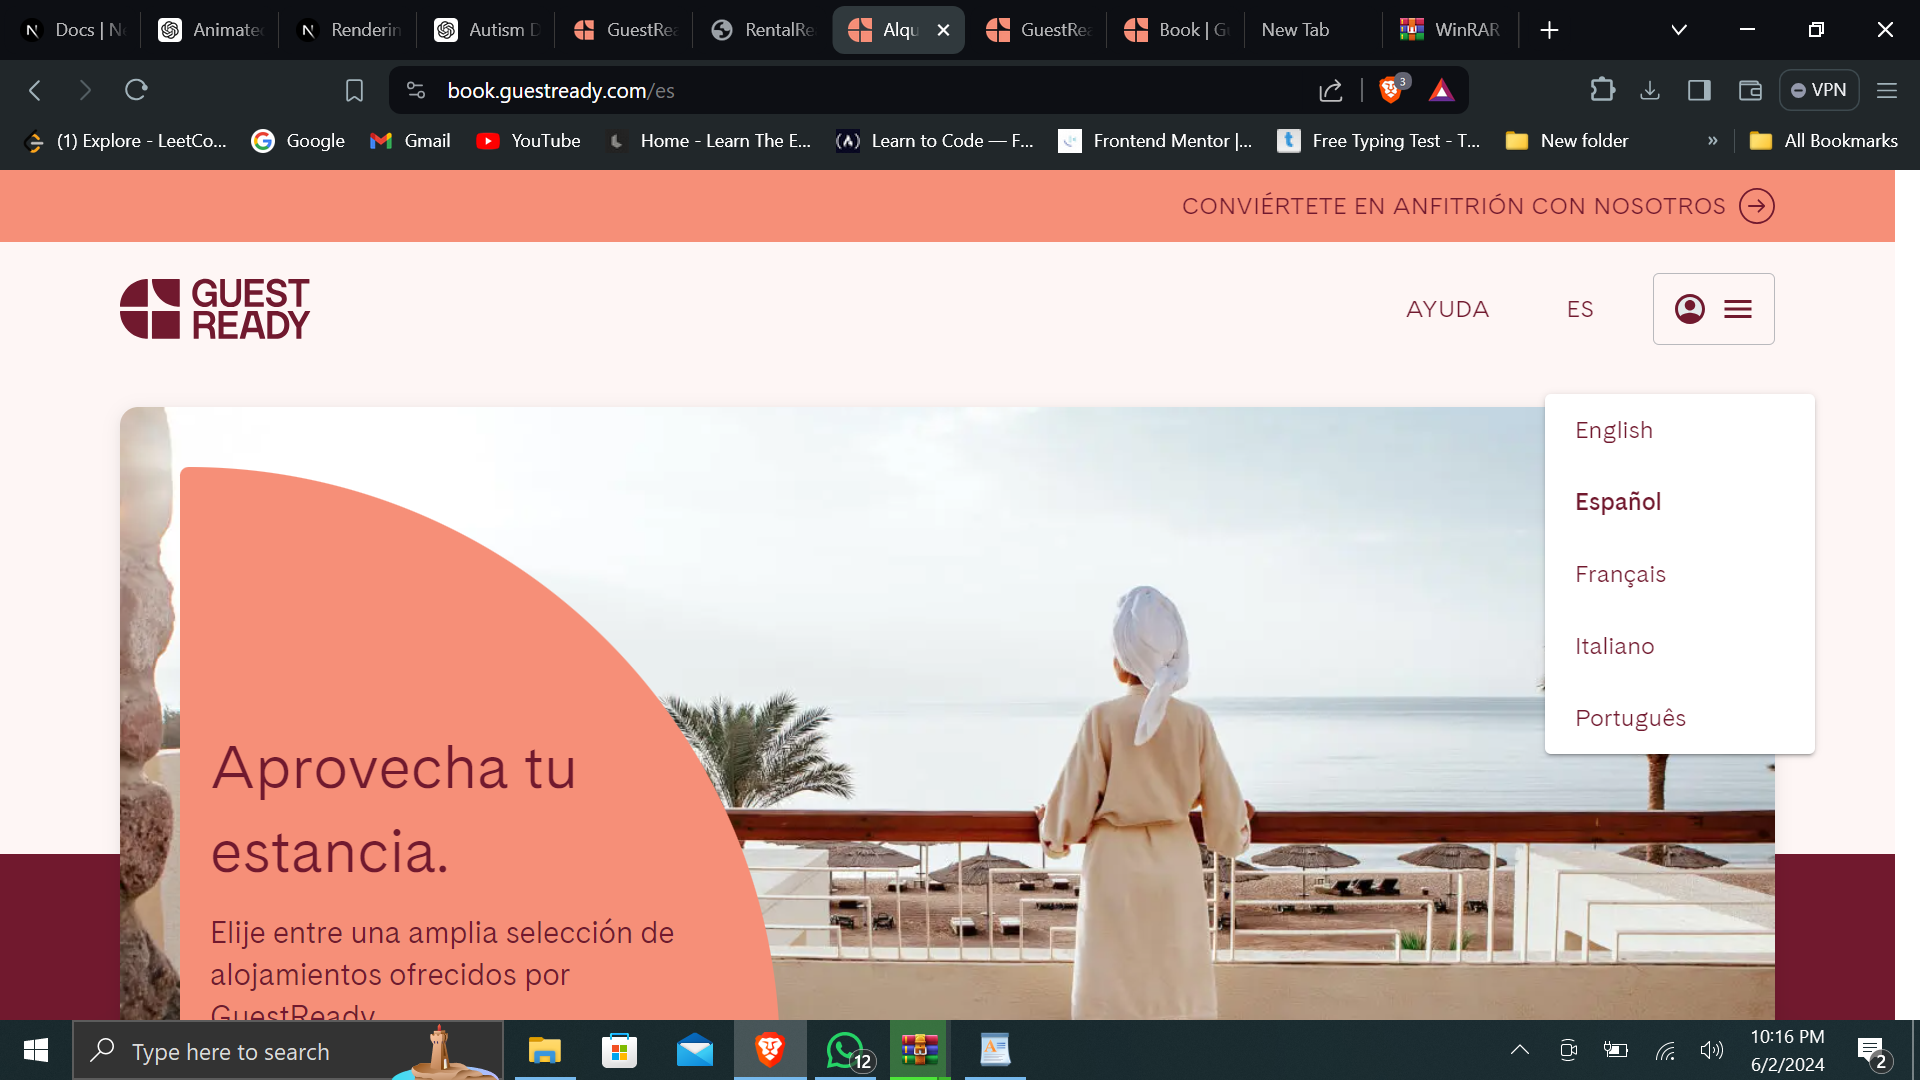 Docs | N
Animate
Renderin
Autism D
GuestRea
RentalRe
Alqu
GuestRea
Book | G
New Tab
WinRAR
book.guestready.com/es
3
VPN
(1) Explore - LeetCo...
Google
Gmail
YouTube
Home - Learn The E...
Learn to Code — F...
Frontend Mentor |...
Free Typing Test - T...
New folder
»
All Bookmarks
CONVIÉRTETE EN ANFITRIÓN CON NOSOTROS
GUEST
READY
AYUDA
ES
English
Español
Français
Italiano
Português
Aprovecha tu
estancia.
Elije entre una amplia selección de
alojamientos ofrecidos por
GuestReady
Type here to search
12
10:16 PM
6/2/2024
2